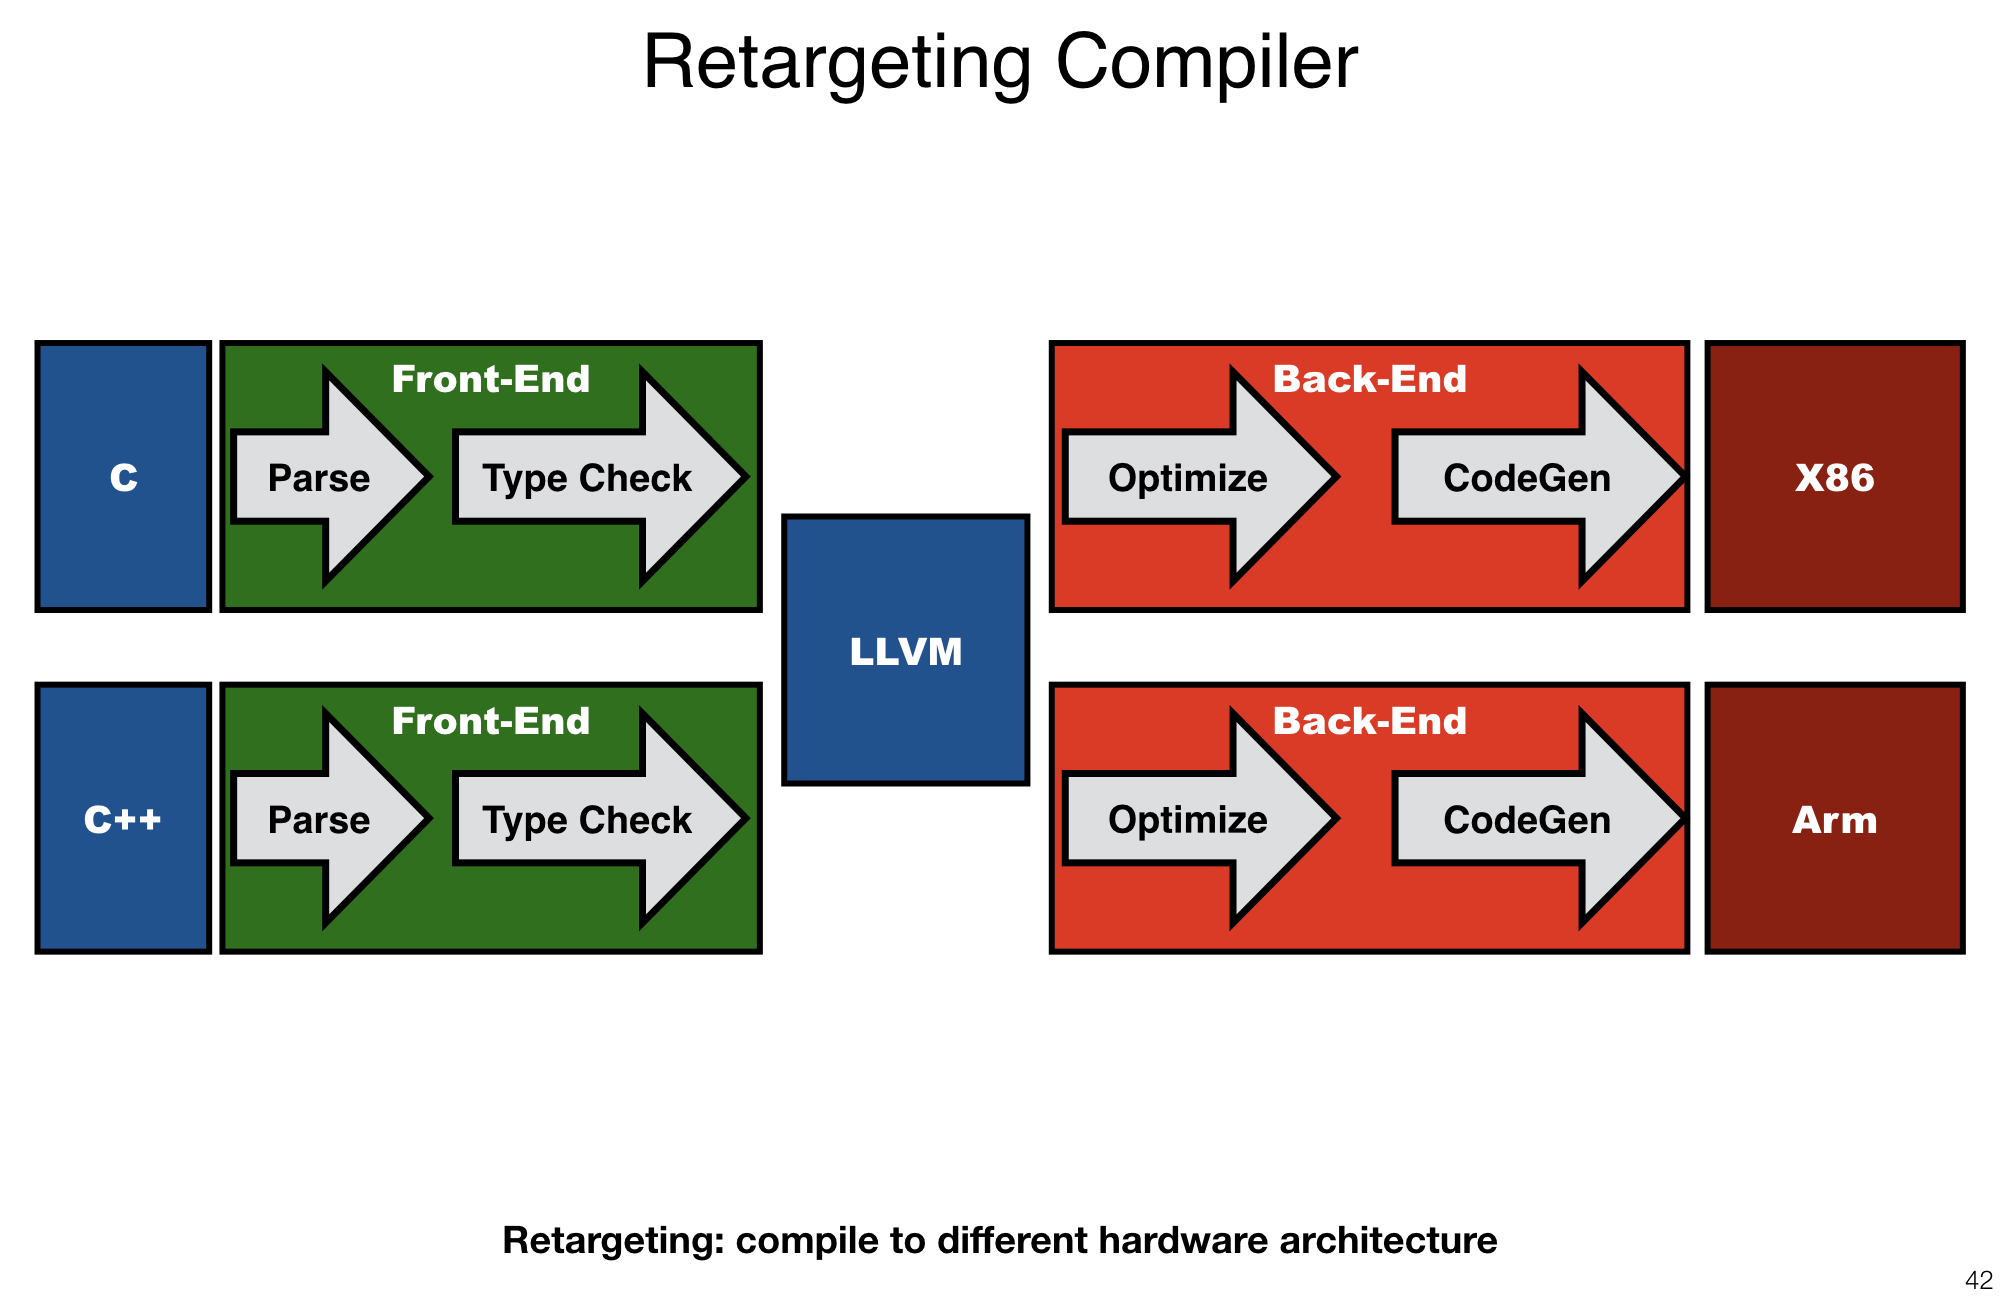 Retargeting Compiler
C
Front-End
Parse
Type Check
Back-End
Optimize
CodeGen
X86
LLVM
C++
Front-End
Parse
Type Check
Back-End
Optimize
CodeGen
Arm
Retargeting: compile to different hardware architecture
42